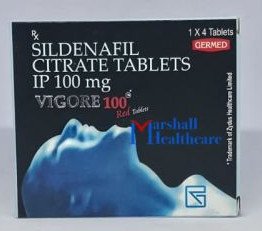 Rx
SILDENAFIL
CITRATE TABLETS
IP 100 mg
1 X 4 Tablets
GERMED
VIGORE 100
Red Tablets
Marshall
Healthcare
* Trademark of Zydus Healthcare Limited